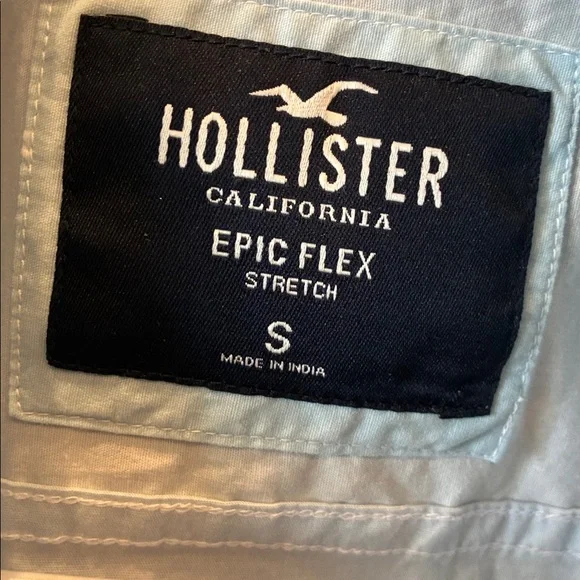 HOLLISTER
CALIFORNIA
EPIC FLEX
STRETCH
S
MADE IN INDIA